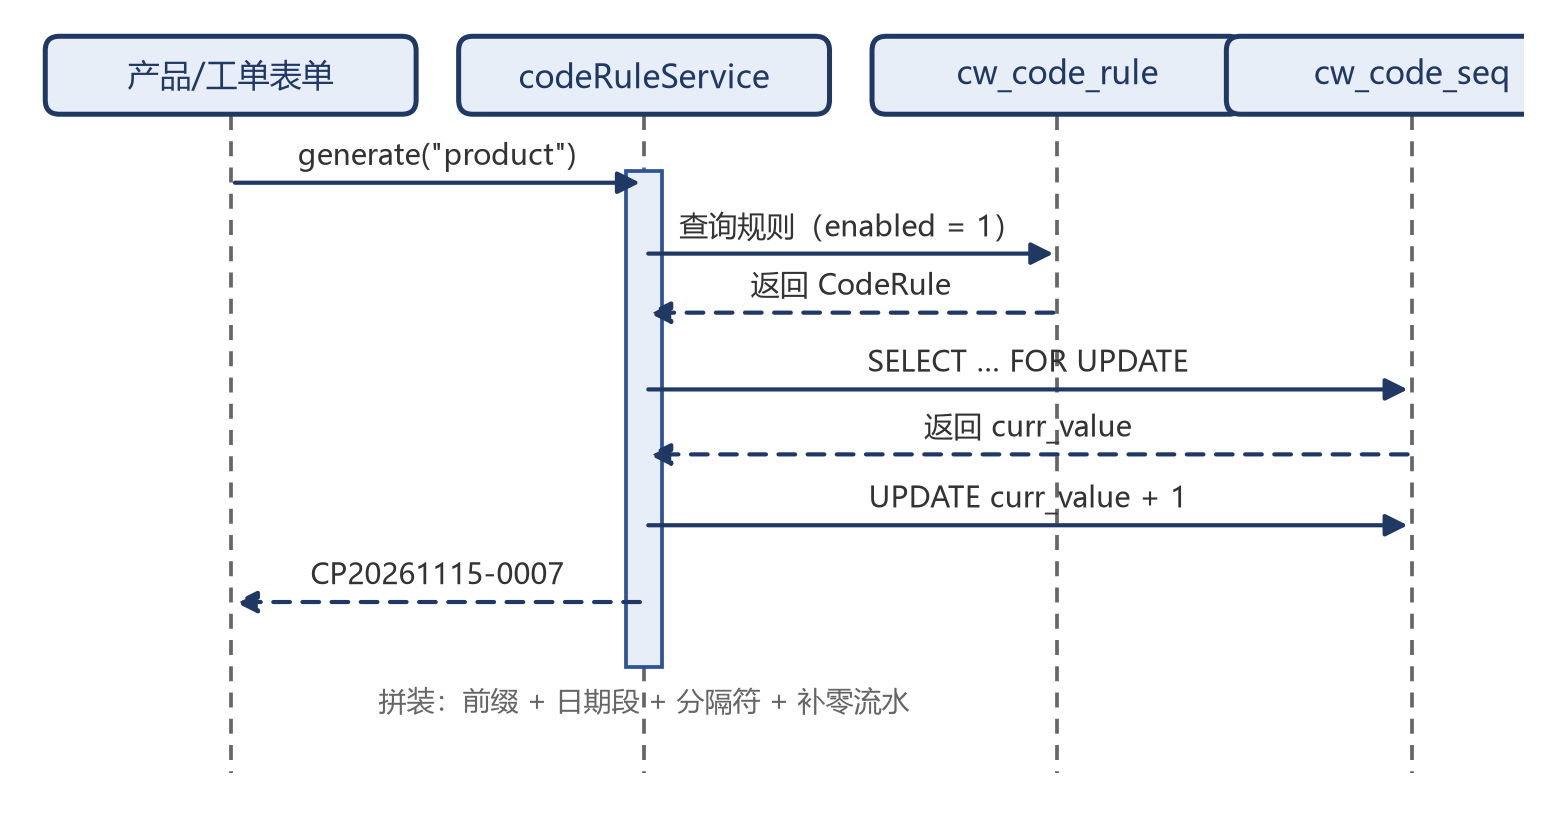 产品/工单表单
codeRuleService
cw_code_rule
cw_code_seq
generate("product")
查询规则（enabled = 1）
返回 CodeRule
SELECT ... FOR UPDATE
返回 curr_value
UPDATE curr_value + 1
CP20261115-0007
拼装：前缀 + 日期段 + 分隔符 + 补零流水